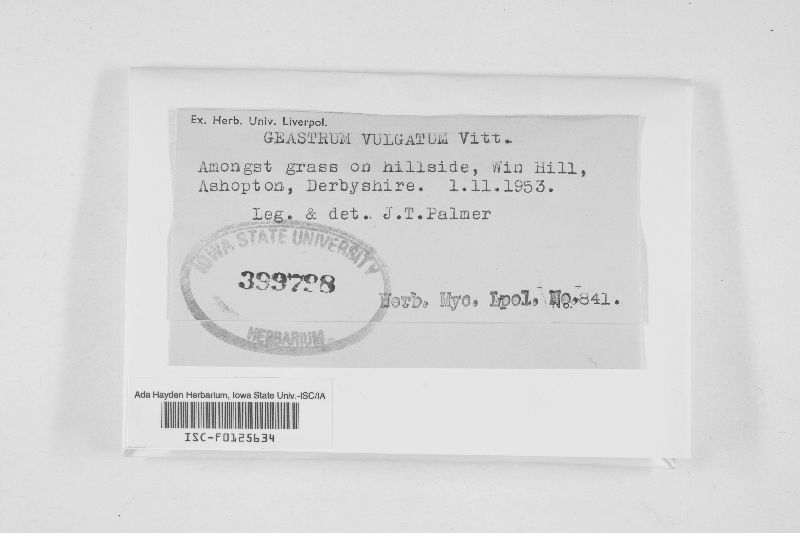 Ex. Herb. Univ. Liverpol.
GEASTRUM VULGATUM Vitt.
Amongst grass on hillside, Win Hill,
Ashopton, Derbyshire. 1.11.1953.
Leg. & det. J.T.Palmer
IOWA STATE UNIVERSITY
399798
HERBARIUM
Herb. Myc. Lpol. No.841.
Ada Hayden Herbarium, Iowa State Univ.-ISC/IA
ISC-F0125634